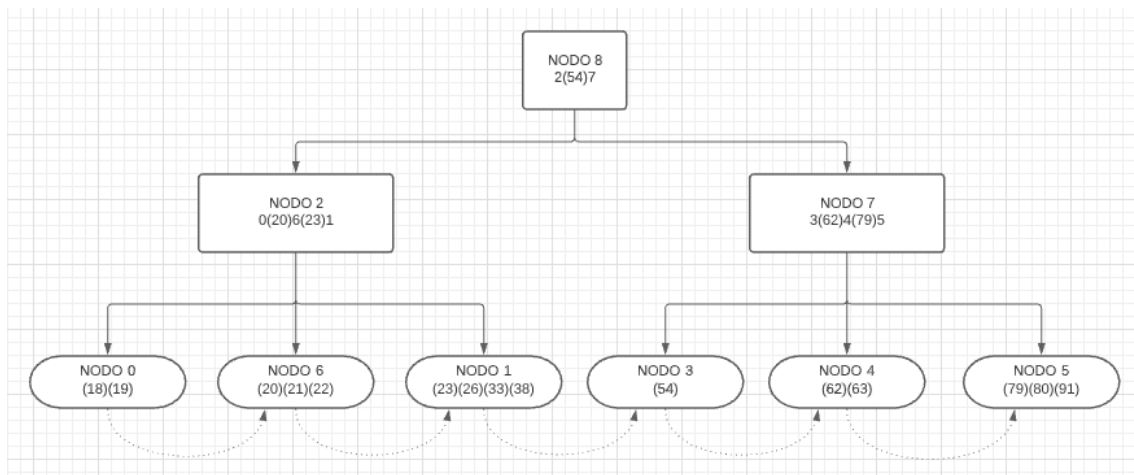 NODO 8
2(54)7
NODO 2
0(20)6(23)1
NODO 7
3(62)4(79)5
NODO 0
(18)(19)
NODO 6
(20)(21)(22)
NODO 1
(23)(26)(33)(38)
NODO 3
(54)
NODO 4
(62)(63)
NODO 5
(79)(80)(91)